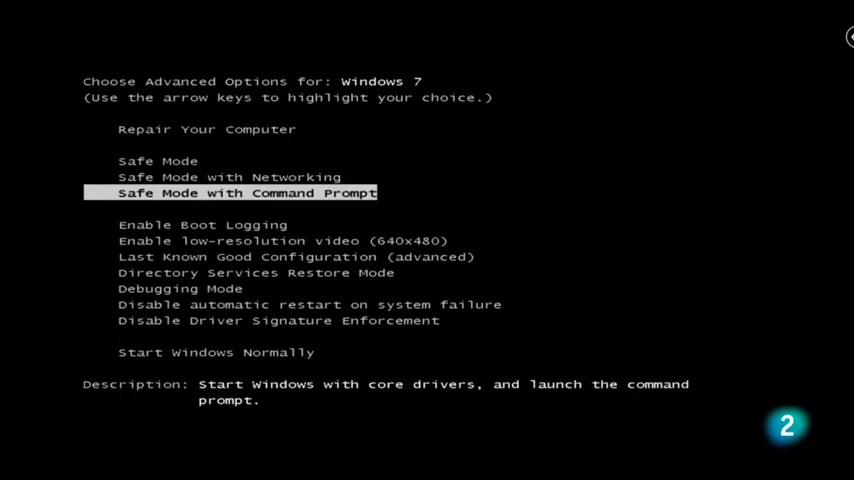 Choose Advanced Options for: Windows 7
(Use the arrow keys to highlight your choice.)
Repair Your Computer
Safe Mode
Safe Mode with Networking
Safe Mode with Command Prompt
Enable Boot Logging
Enable low-resolution video (640x480)
Last Known Good Configuration (advanced)
Directory Services Restore Mode
Debugging Mode
Disable automatic restart on system failure
Disable Driver Signature Enforcement
Start Windows Normally
Description: Start Windows with core drivers, and launch the command
prompt.
2